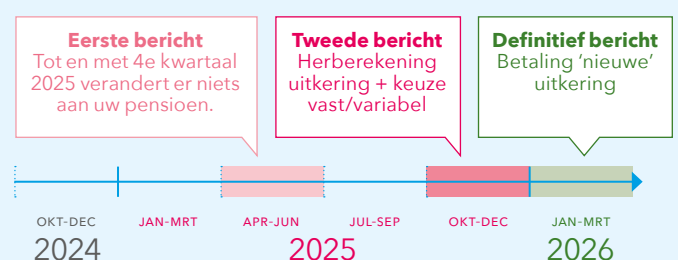 Eerste bericht
Tot en met 4e kwartaal
2025 verandert er niets
aan uw pensioen.
Tweede bericht
Herberekening
uitkering + keuze
vast/variabel
Definitief bericht
Betaling ‘nieuwe’
uitkering
OKT-DEC
JAN-MRT
APR-JUN
JUL-SEP
OKT-DEC
JAN-MRT
2024
2025
2026